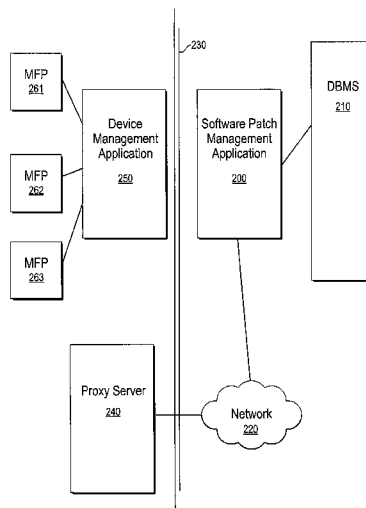 230
MFP
261
MFP
262
MFP
263
Device
Management
Application
250
Software Patch
Management
Application
200
DBMS
210
Proxy Server
240
Network
220